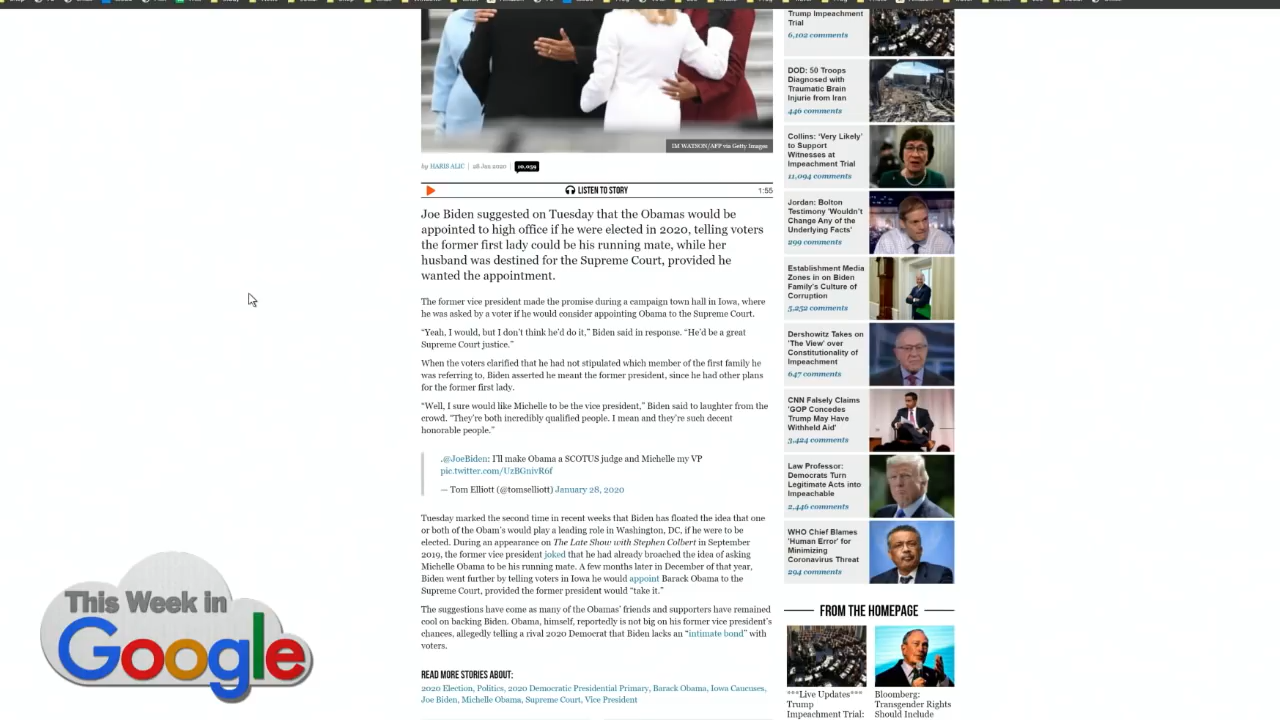 IM WATSON/AFP via Getty Images
by HARIS ALIC | 28 Jan 2020
LISTEN TO STORY
1:55
Joe Biden suggested on Tuesday that the Obamas would be
appointed to high office if he were elected in 2020, telling voters
the former first lady could be his running mate, while her
husband was destined for the Supreme Court, provided he
wanted the appointment.
The former vice president made the promise during a campaign town hall in Iowa, where
he was asked by a voter if he would consider appointing Obama to the Supreme Court.
“Yeah, I would, but I don’t think he’d do it,” Biden said in response. “He’d be a great
Supreme Court justice.”
When the voters clarified that he had not stipulated which member of the first family he
was referring to, Biden asserted he meant the former president, since he had other plans
for the former first lady.
“Well, I sure would like Michelle to be the vice president,” Biden said to laughter from the
crowd. “They’re both incredibly qualified people. I mean and they’re such decent
honorable people.”
.@JoeBiden: I’ll make Obama a SCOTUS judge and Michelle my VP
pic.twitter.com/UzBGnivR6f
— Tom Elliott (@tomselliott) January 28, 2020
Tuesday marked the second time in recent weeks that Biden has floated the idea that one
or both of the Obam’s would play a leading role in Washington, DC, if he were to be
elected. During an appearance on The Late Show with Stephen Colbert in September
2019, the former vice president joked that he had already broached the idea of asking
Michelle Obama to be his running mate. A few months later in December of that year,
Biden went further by telling voters in Iowa he would appoint Barack Obama to the
Supreme Court, provided the former president would “take it.”
The suggestions have come as many of the Obamas’ friends and supporters have remained
cool on backing Biden. Obama, himself, reportedly is not big on his former vice president’s
chances, allegedly telling a rival 2020 Democrat that Biden lacks an “intimate bond” with
voters.
READ MORE STORIES ABOUT:
2020 Election, Politics, 2020 Democratic Presidential Primary, Barack Obama, Iowa Caucuses,
Joe Biden, Michelle Obama, Supreme Court, Vice President
Trump Impeachment
Trial
6,102 comments
DOD: 50 Troops
Diagnosed with
Traumatic Brain
Injurie from Iran
446 comments
Collins: ‘Very Likely’
to Support
Witnesses at
Impeachment Trial
11,094 comments
Jordan: Bolton
Testimony ‘Wouldn’t
Change Any of the
Underlying Facts’
299 comments
Establishment Media
Zones in on Biden
Family’s Culture of
Corruption
5,252 comments
Dershowitz Takes on
‘The View’ over
Constitutionality of
Impeachment
647 comments
CNN Falsely Claims
‘GOP Concedes
Trump May Have
Withheld Aid’
3,424 comments
Law Professor:
Democrats Turn
Legitimate Acts into
Impeachable
2,446 comments
WHO Chief Blames
‘Human Error’ for
Minimizing
Coronavirus Threat
294 comments
FROM THE HOMEPAGE
***Live Updates***
Trump
Impeachment Trial:
Bloomberg:
Transgender Rights
Should Include
This Week in
Google